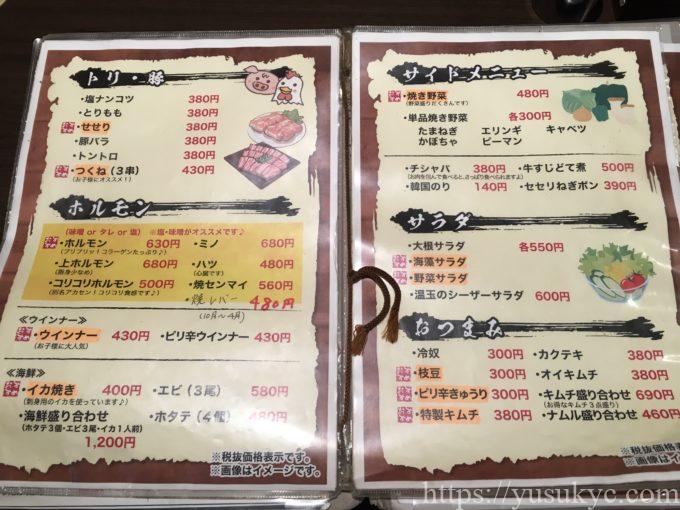 トリ・豚
・塩ナンコツ 380円
・とりもも 380円
・せせり 380円
・豚バラ 380円
・トントロ 380円
・つくね(3串) 430円
(お子様にオススメ!)
ホルモン
(味噌 or タレ or 塩) ※塩・味噌がオススメです♪
・ホルモン 630円 ・ミノ 680円
(プリプリッ!コラーゲンたっぷり♪)
・上ホルモン 680円 ・ハツ 480円
(脂身少なめ) (心臓です)
・コリコリホルモン 500円 ・焼センマイ 560円
(別名アカセン!コリコリ食感です♪)
・焼レバー 480円
(10月〜4月)
≪ウインナー≫
・ウインナー 430円 ・ピリ辛ウインナー 430円
(お子様に大人気)
≪海鮮≫
・イカ焼き 400円 ・エビ(3尾) 580円
(刺身用のイカを使っています♪)
・海鮮盛り合わせ ・ホタテ(4個) 480円
(ホタテ3個・エビ3尾・イカ1人前)
1,200円
※税抜価格表示です。
※画像はイメージです。
サイドメニュー
・焼き野菜 480円
(野菜盛りだくさんです)
・単品焼き野菜 各300円
たまねぎ エリンギ キャベツ
かぼちゃ ピーマン
・チシャバ 380円 ・牛すじどて煮 500円
(お肉を包んで食べると、さっぱり食べられますよ)
・韓国のり 140円 ・セセリねぎポン 390円
サラダ
・大根サラダ 各550円
・海藻サラダ
・野菜サラダ
・温玉のシーザーサラダ 600円
おつまみ
・冷奴 300円 ・カクテキ 380円
・枝豆 300円 ・オイキムチ 380円
・ピリ辛きゅうり 300円 ・キムチ盛り合わせ 690円
(お得なキムチ3点盛り)
・特製キムチ 380円 ・ナムル盛り合わせ 460円
※税抜価格表
※画像はイメー
https://yusukyc.com